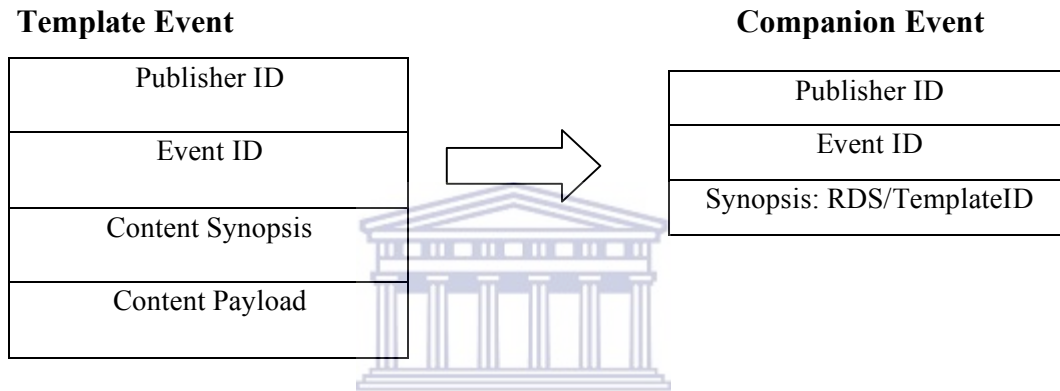 Template Event
Publisher ID
Event ID
Content Synopsis
Content Payload
Companion Event
Publisher ID
Event ID
Synopsis: RDS/TemplateID